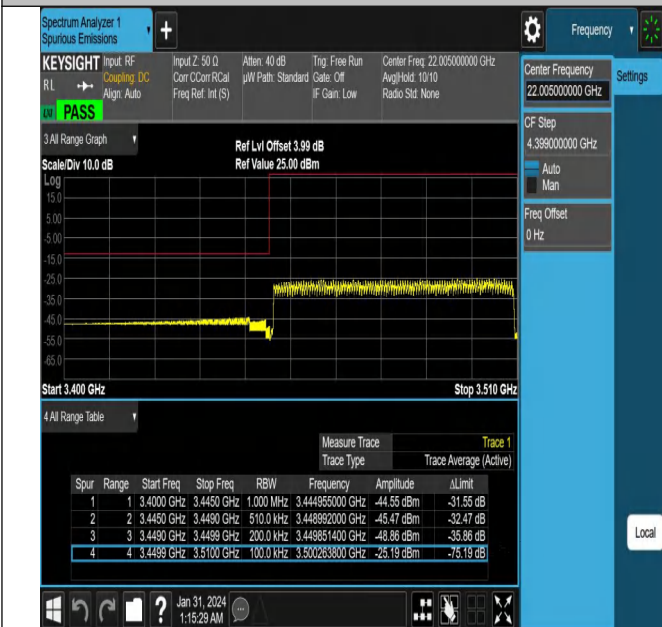 Spectrum Analyzer 1
Spurious Emissions
+
Frequency
KEYSIGHT
RL
Input: RF
Coupling: DC
Align: Auto
Input Z: 50 Ω
Corr CCorr RCal
Freq Ref: Int (S)
Atten: 40 dB
µW Path: Standard
Trig: Free Run
Gate: Off
IF Gain: Low
Center Freq: 22.005000000 GHz
Avg|Hold: 10/10
Radio Std: None
PASS
Center Frequency
22.005000000 GHz
Settings
CF Step
4.399000000 GHz
Auto
Man
Freq Offset
0 Hz
3 All Range Graph
Scale/Div 10.0 dB
Ref Lvl Offset 3.99 dB
Ref Value 25.00 dBm
Log
15.0
5.00
-5.00
-15.0
-25.0
-35.0
-45.0
-55.0
-65.0
Start 3.400 GHz
Stop 3.510 GHz
4 All Range Table
Measure Trace Trace 1
Trace Type Trace Average (Active)
Spur Range Start Freq Stop Freq RBW Frequency Amplitude ΔLimit
1 1 3.4000 GHz 3.4450 GHz 1.000 MHz 3.444955000 GHz -44.55 dBm -31.55 dB
2 2 3.4450 GHz 3.4490 GHz 510.0 kHz 3.448992000 GHz -45.47 dBm -32.47 dB
3 3 3.4490 GHz 3.4499 GHz 200.0 kHz 3.449851400 GHz -48.86 dBm -35.86 dB
4 4 3.4499 GHz 3.5100 GHz 100.0 kHz 3.500263800 GHz -25.19 dBm -75.19 dB
Local
?
Jan 31, 2024
1:15:29 AM